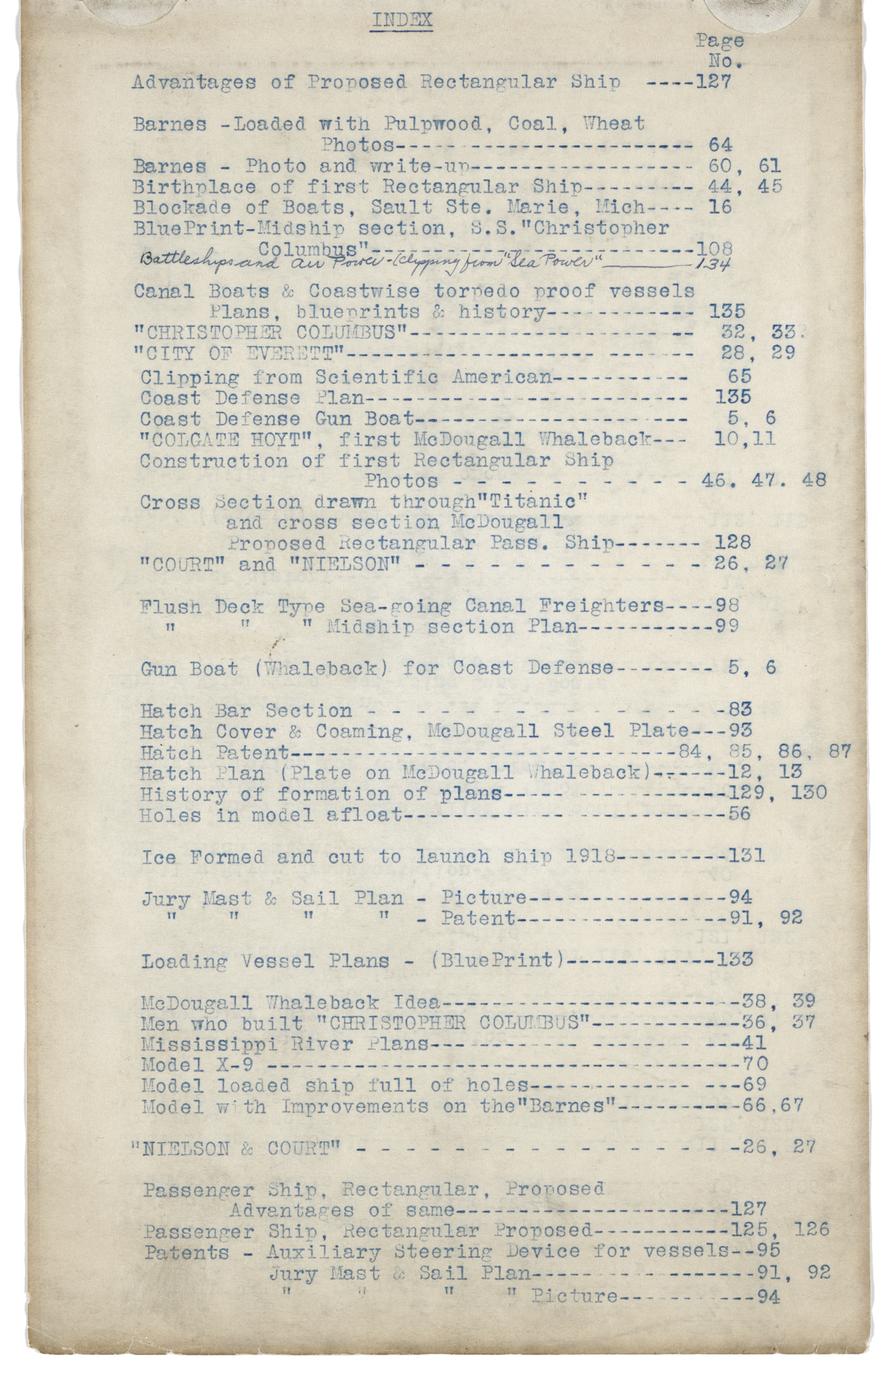 INDEX
Page
No.
Advantages of Proposed Rectangular Ship ----127
Barnes -Loaded with Pulpwood, Coal, Wheat
Photos------------------------ 64
Barnes - Photo and write-up------------------ 60, 61
Birthplace of first Rectangular Ship--------- 44, 45
Blockade of Boats, Sault Ste. Marie, Mich---- 16
BluePrint-Midship section, S.S."Christopher
Columbus"--------------------------108
Battleships and Air Power - (clipping from "Sea Power" ———134
Canal Boats & Coastwise torpedo proof vessels
Plans, blueprints & history------------ 135
"CHRISTOPHER COLUMBUS"--------------------- -- 32, 33.
"CITY OF EVERETT"--------------------- ------- 28, 29
Clipping from Scientific American----------- 65
Coast Defense Plan-------------------------- 135
Coast Defense Gun Boat---------------------- 5, 6
"COLGATE HOYT", first McDougall Whaleback--- 10,11
Construction of first Rectangular Ship
Photos - - - - - - - - - - 46. 47. 48
Cross Section drawn through"Titanic"
and cross section McDougall
Proposed Rectangular Pass. Ship------- 128
"COURT" and "NIELSON" - - - - - - - - - - - - 26, 27
Flush Deck Type Sea-going Canal Freighters----98
" " " Midship section Plan-----------99
Gun Boat (Whaleback) for Coast Defense-------- 5, 6
Hatch Bar Section - - - - - - - - - - - - - - -83
Hatch Cover & Coaming, McDougall Steel Plate---93
Hatch Patent-------------------------------84, 85, 86, 87
Hatch Plan (Plate on McDougall Whaleback)------12, 13
History of formation of plans----- ------------129, 130
Holes in model afloat--------------------------56
Ice Formed and cut to launch ship 1918---------131
Jury Mast & Sail Plan - Picture----------------94
" " " " - Patent-----------------91, 92
Loading Vessel Plans - (BluePrint)------------133
McDougall Whaleback Idea------------------------38, 39
Men who built "CHRISTOPHER COLUMBUS"------------36, 37
Mississippi River Plans--- --------- ------ - ---41
Model X-9 --------------------------------------70
Model loaded ship full of holes------------- ---69
Model with Improvements on the"Barnes"----------66,67
"NIELSON & COURT" - - - - - - - - - - - - - - - -26, 27
Passenger Ship, Rectangular, Proposed
Advantages of same----------------------127
Passenger Ship, Rectangular Proposed-----------125, 126
Patents - Auxiliary Steering Device for vessels--95
Jury Mast & Sail Plan------------------91, 92
" " " " Picture-----------94